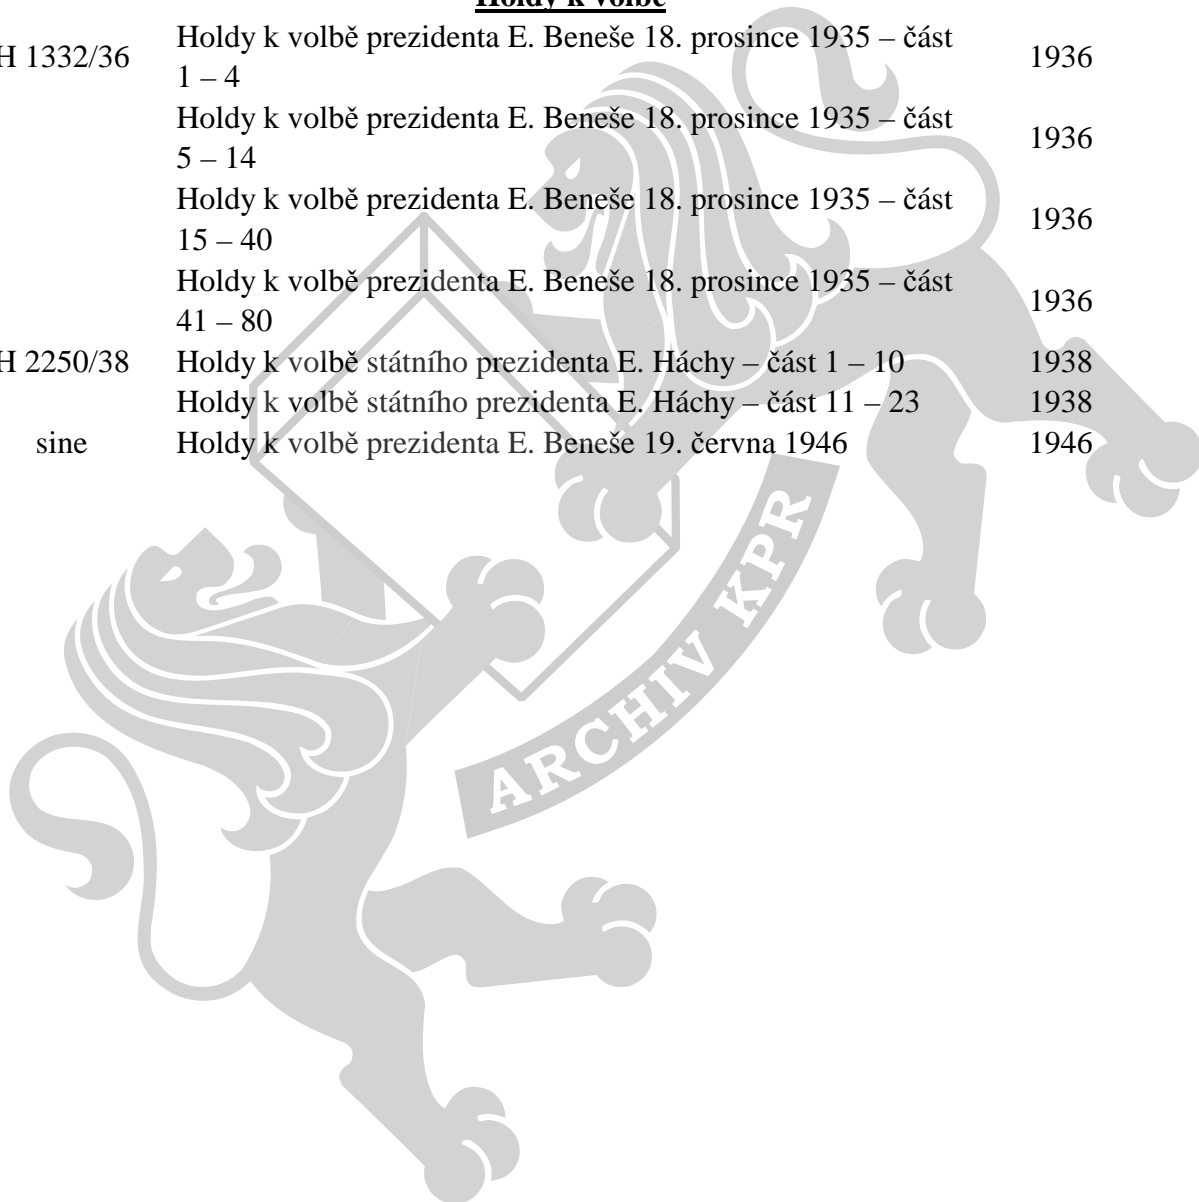 Holdy k volbě
H 1332/36 Holdy k volbě prezidenta E. Beneše 18. prosince 1935 – část 1936
1 – 4
Holdy k volbě prezidenta E. Beneše 18. prosince 1935 – část 1936
5 – 14
Holdy k volbě prezidenta E. Beneše 18. prosince 1935 – část 1936
15 – 40
Holdy k volbě prezidenta E. Beneše 18. prosince 1935 – část 1936
41 – 80
H 2250/38 Holdy k volbě státního prezidenta E. Háchy – část 1 – 10 1938
Holdy k volbě státního prezidenta E. Háchy – část 11 – 23 1938
sine Holdy k volbě prezidenta E. Beneše 19. června 1946 1946
ARCHIV KPR